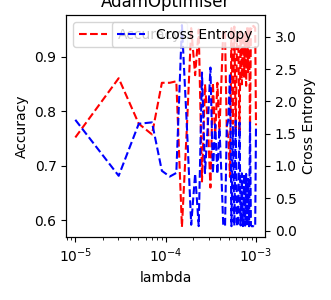 AdamOptimiser
Accuracy
Cross Entropy
0.9
0.8
0.7
0.6
Accuracy
3.0
2.5
2.0
1.5
1.0
0.5
0.0
Cross Entropy
10⁻⁵
10⁻⁴
10⁻³
lambda